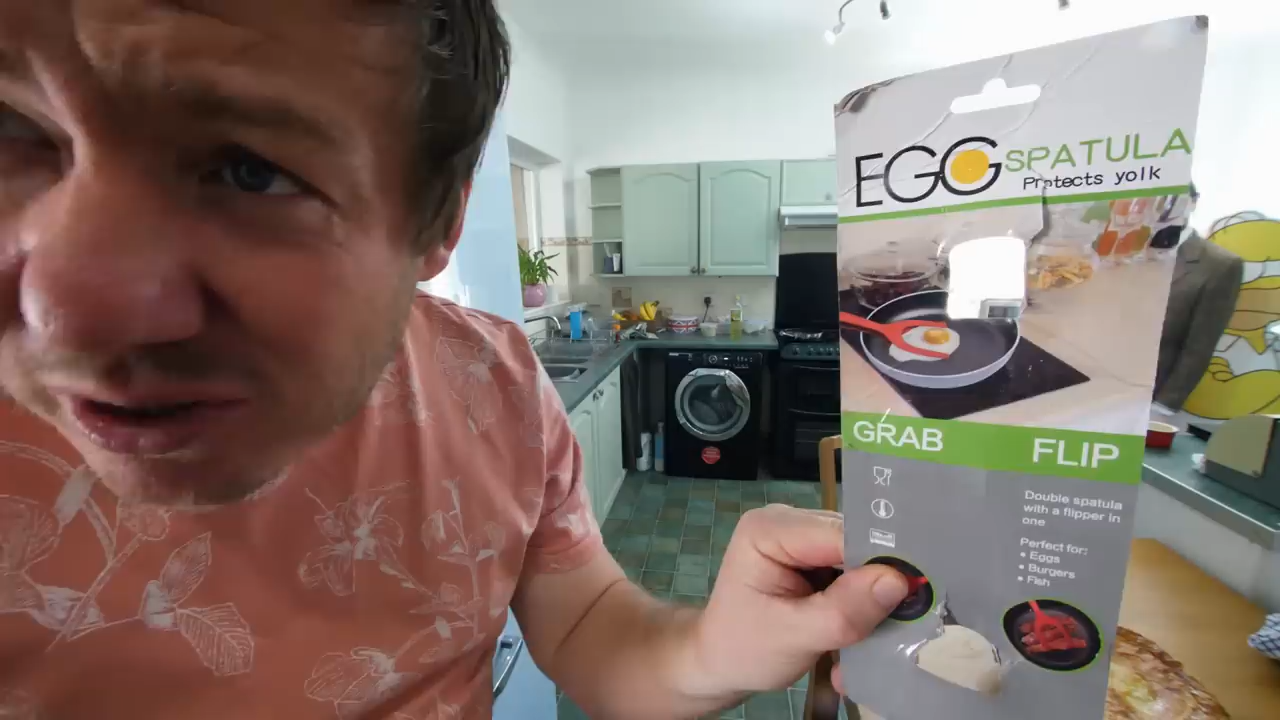 EGG SPATULA
Protects yolk
GRAB
FLIP
Double spatula
with a flipper in
one
Perfect for:
• Eggs
• Burgers
• Fish